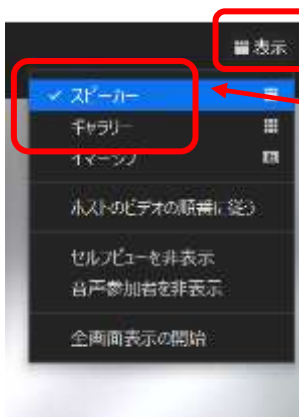 表示
✓ スピーカー
ギャラリー
イマーシブ
ホストのビデオの順番に従う
セルフビューを非表示
音声参加者を非表示
全画面表示の開始